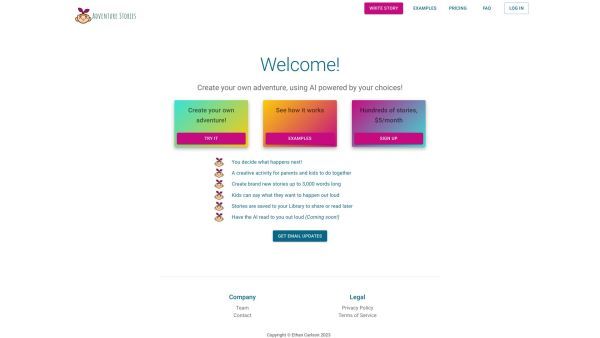 Adventure Stories
WRITE STORY
EXAMPLES
PRICING
FAQ
LOG IN
Welcome!
Create your own adventure, using AI powered by your choices!
Create your own
adventure!
TRY IT
See how it works
EXAMPLES
Hundreds of stories,
$5/month
SIGN UP
You decide what happens next!
A creative activity for parents and kids to do together
Create brand new stories up to 3,000 words long
Kids can say what they want to happen out loud
Stories are saved to your Library to share or read later
Have the AI read to you out loud (Coming soon!)
GET EMAIL UPDATES
Company
Team
Contact
Legal
Privacy Policy
Terms of Service
Copyright © Ethan Carlson 2023